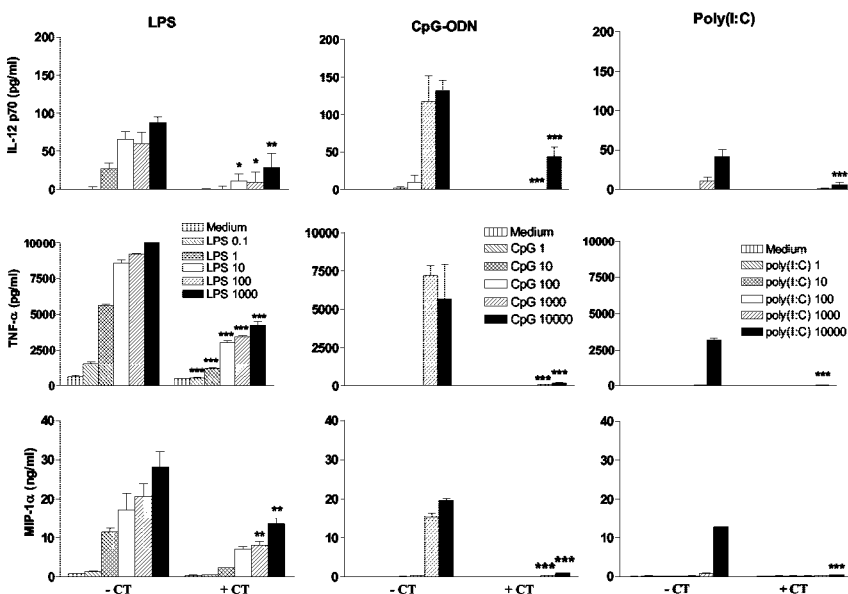 LPS
CpG-ODN
Poly(I:C)
IL-12 p70 (pg/ml)
200
150
100
50
0
* * **
200
150
100
50
0
*** ***
200
150
100
50
0
***
TNF-α (pg/ml)
10000
7500
5000
2500
0
Medium
LPS 0.1
LPS 1
LPS 10
LPS 100
LPS 1000
*** *** *** *** ***
10000
7500
5000
2500
0
Medium
CpG 1
CpG 10
CpG 100
CpG 1000
CpG 10000
*** ***
10000
7500
5000
2500
0
Medium
poly(I:C) 1
poly(I:C) 10
poly(I:C) 100
poly(I:C) 1000
poly(I:C) 10000
***
MIP-1α (ng/ml)
40
30
20
10
0
** **
- CT
+ CT
40
30
20
10
0
*** ***
- CT
+ CT
40
30
20
10
0
***
- CT
+ CT